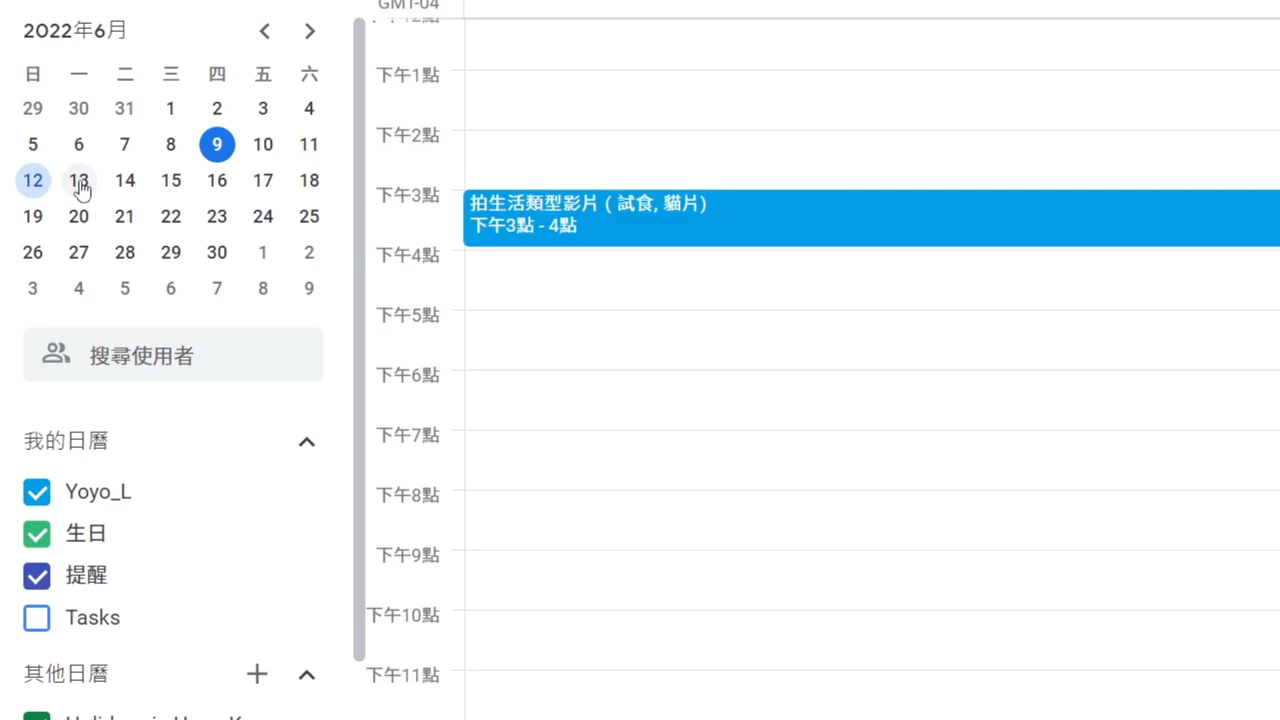 2022年6月
日 一 二 三 四 五 六
29 30 31 1 2 3 4
5 6 7 8 9 10 11
12 13 14 15 16 17 18
19 20 21 22 23 24 25
26 27 28 29 30 1 2
3 4 5 6 7 8 9
搜尋使用者
我的日曆
Yoyo_L
生日
提醒
Tasks
其他日曆
GMT-04
下午1點
下午2點
下午3點
下午4點
下午5點
下午6點
下午7點
下午8點
下午9點
下午10點
下午11點
拍生活類型影片 ( 試食, 貓片)
下午3點 - 4點